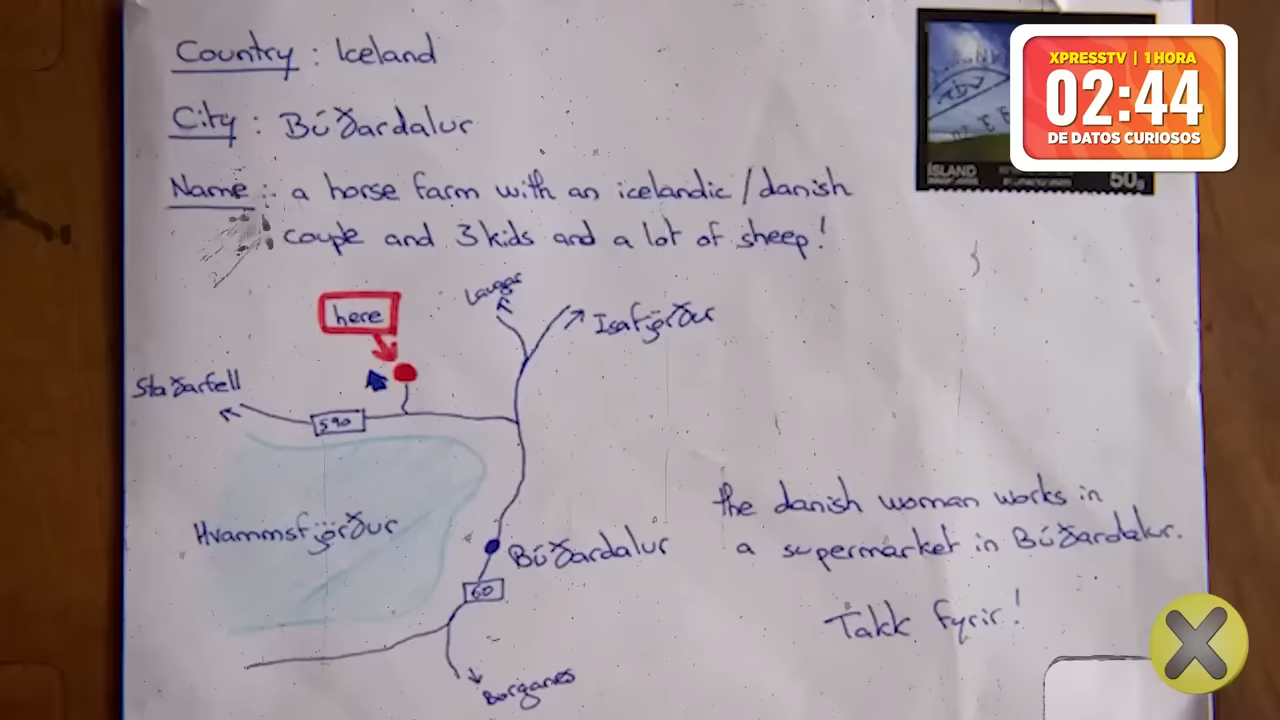 Country : Iceland
City : Búðardalur
Name : a horse farm with an icelandic/danish
couple and 3 kids and a lot of sheep!
here
Laugar
Isafjörður
Staðarfell
590
Hvammsfjörður
Búðardalur
60
Borganes
the danish woman works in
a supermarket in Búðardalur.
Takk fyrir!
ÍSLAND
50g
XPRESSTV | 1 HORA
02:44
DE DATOS CURIOSOS